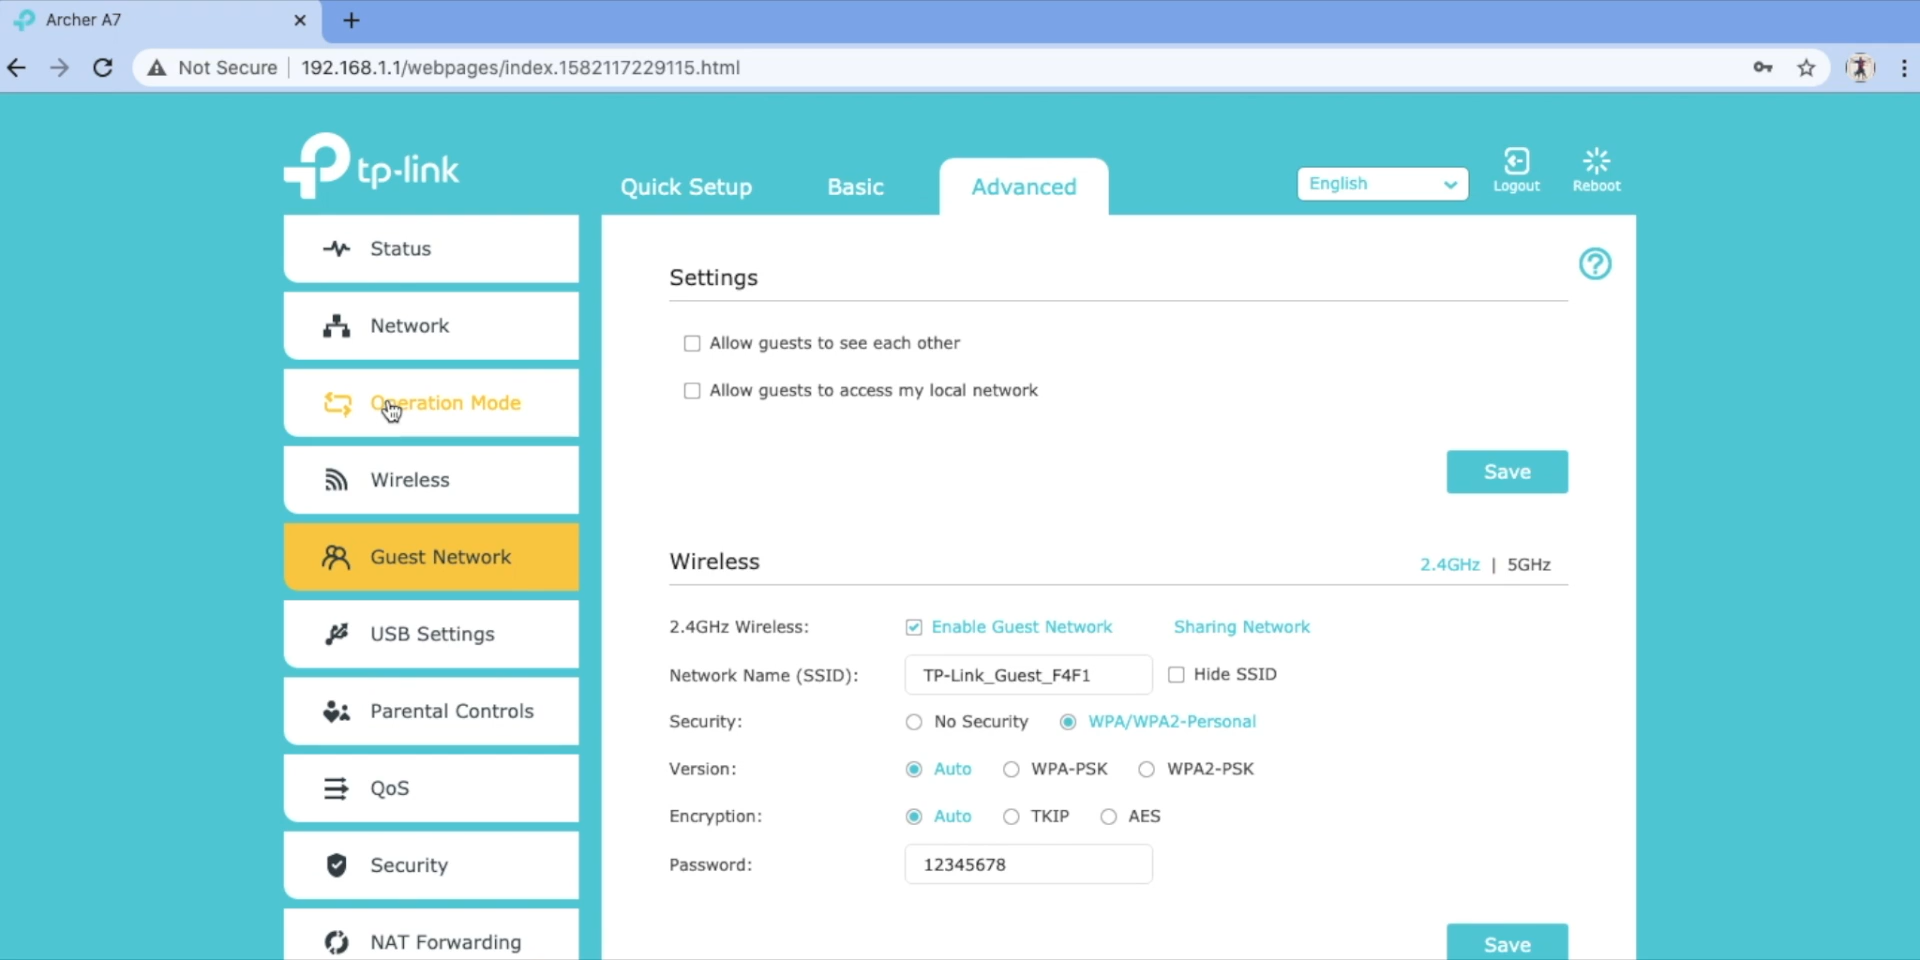 Archer A7
Not Secure 192.168.1.1/webpages/index.1582117229115.html
tp-link
Quick Setup
Basic
Advanced
English
Logout
Reboot
Status
Network
Operation Mode
Wireless
Guest Network
USB Settings
Parental Controls
QoS
Security
NAT Forwarding
Settings
?
Allow guests to see each other
Allow guests to access my local network
Save
Wireless
2.4GHz | 5GHz
2.4GHz Wireless: Enable Guest Network Sharing Network
Network Name (SSID): TP-Link_Guest_F4F1 Hide SSID
Security: No Security WPA/WPA2-Personal
Version: Auto WPA-PSK WPA2-PSK
Encryption: Auto TKIP AES
Password: 12345678
Save